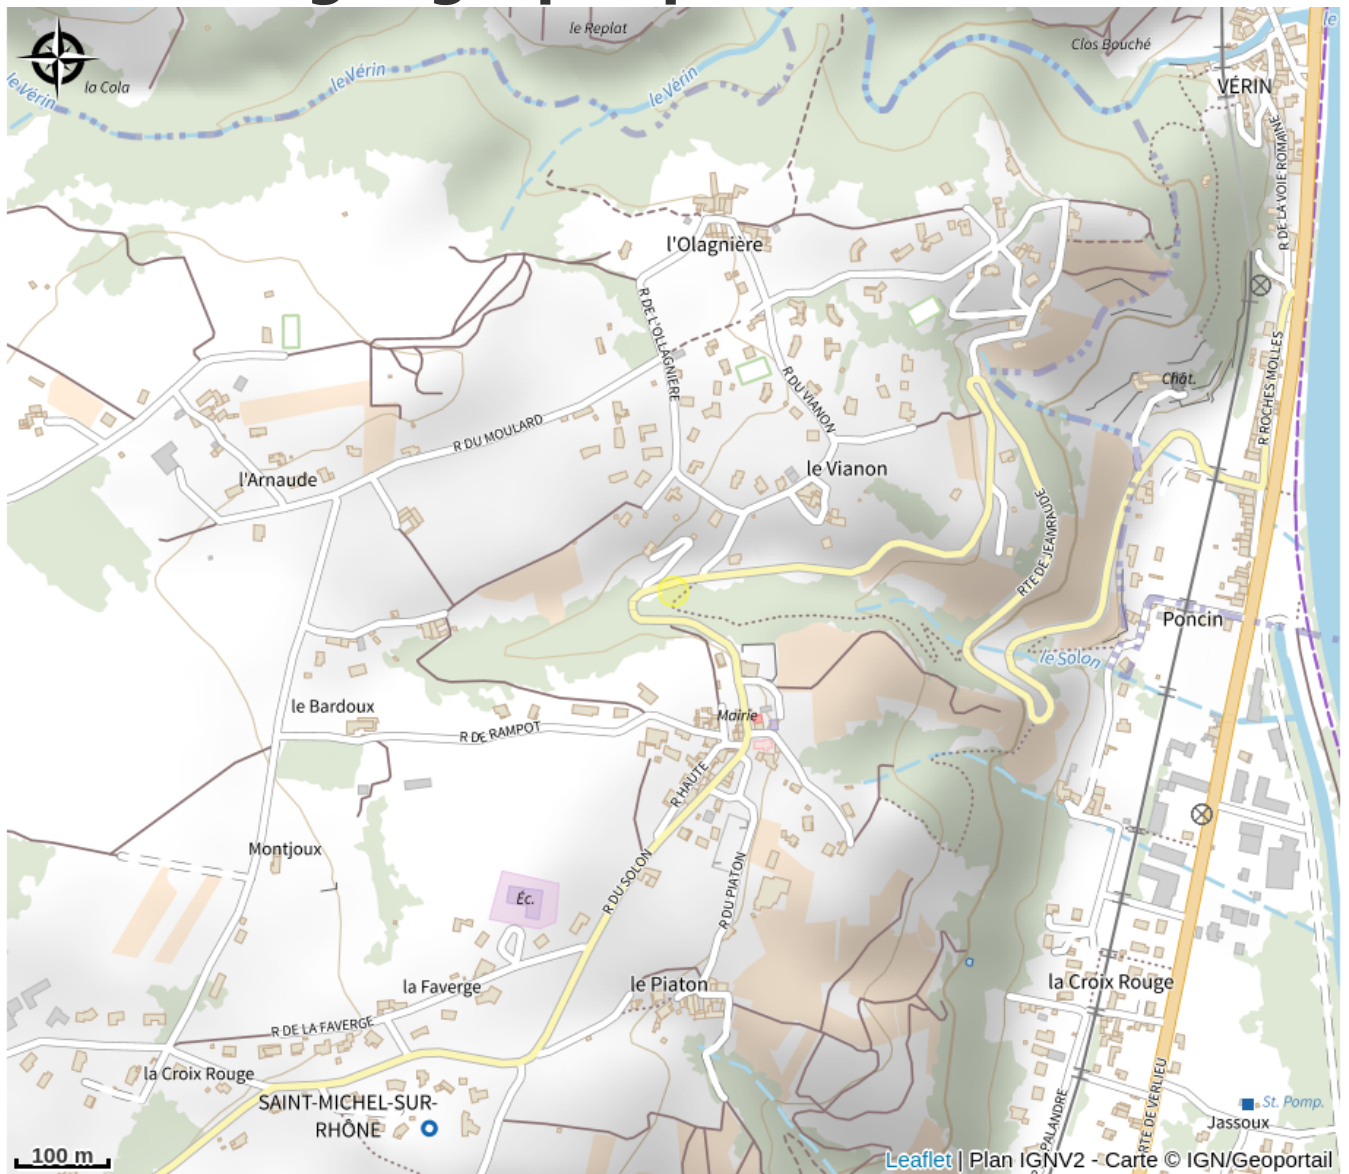 le Replat
Clos Bouché
le
la Cola
le Vérin
le Vérin
le Vérin
VÉRIN
R DE LA VOIE ROMAINE
l'Olagnière
R DE L'OLLAGNIERE
R DU VIANON
Chât.
R ROCHES MOLLES
R DU MOULARD
l'Arnaude
le Vianon
RTE DE JEANRAUDE
Poncin
le Solon
le Bardoux
Mairie
R DE RAMPOT
R HAUTE
Montjoux
R DU SOLON
R DU PIATON
Éc.
la Faverge
le Piaton
la Croix Rouge
R DE LA FAVERGE
la Croix Rouge
SAINT-MICHEL-SUR-
RHÔNE
PALANDRE
RTE DE VERLIEU
St. Pomp.
Jassoux
100 m
Leaflet | Plan IGNV2 - Carte © IGN/Geoportail